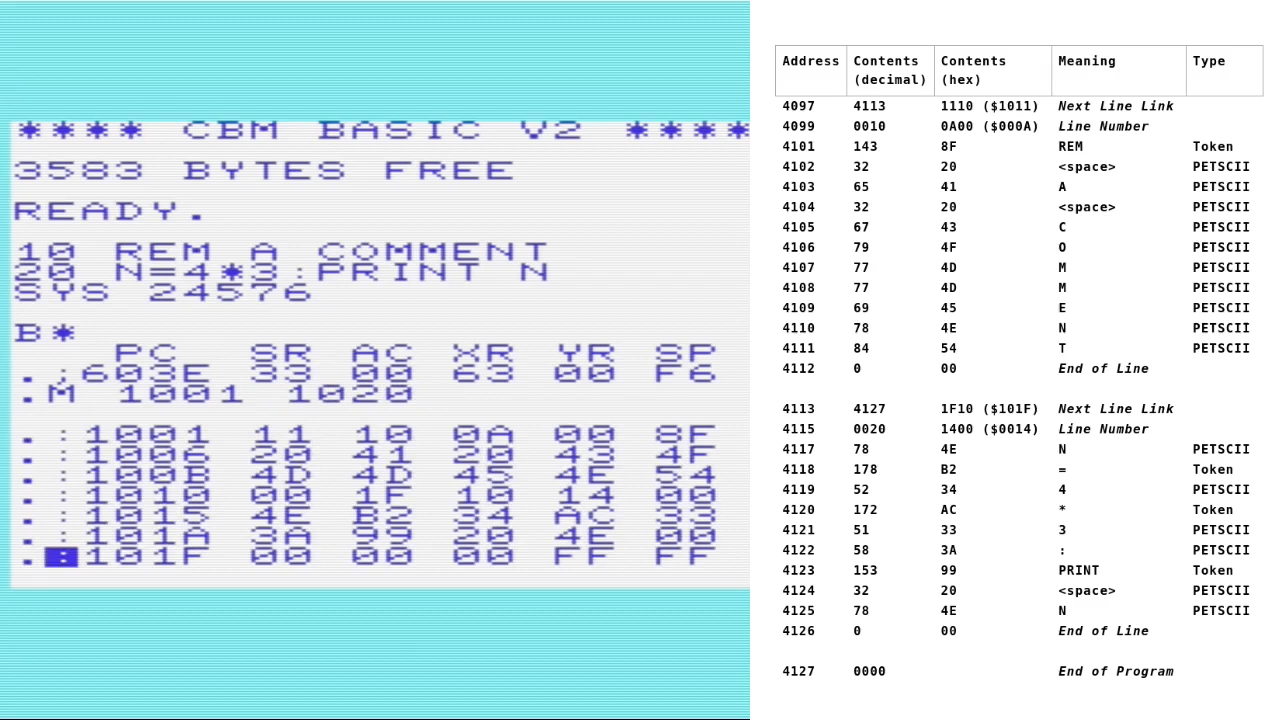 **** CBM BASIC V2 ****
3583 BYTES FREE
READY.
10 REM A COMMENT
20 N=4*3:PRINT N
SYS 24576
B*
PC SR AC XR YR SP
.;603E 33 00 63 00 F6
.M 1001 1020
.:1001 11 10 0A 00 8F
.:1006 20 41 20 43 4F
.:100B 4D 4D 45 4E 54
.:1010 00 1F 10 14 00
.:1015 4E B2 34 AC 33
.:101A 3A 99 20 4E 00
.:101F 00 00 00 FF FF
Address Contents (decimal) Contents (hex) Meaning Type
4097 4113 1110 ($1011) Next Line Link
4099 0010 0A00 ($000A) Line Number
4101 143 8F REM Token
4102 32 20 <space> PETSCII
4103 65 41 A PETSCII
4104 32 20 <space> PETSCII
4105 67 43 C PETSCII
4106 79 4F O PETSCII
4107 77 4D M PETSCII
4108 77 4D M PETSCII
4109 69 45 E PETSCII
4110 78 4E N PETSCII
4111 84 54 T PETSCII
4112 0 00 End of Line
4113 4127 1F10 ($101F) Next Line Link
4115 0020 1400 ($0014) Line Number
4117 78 4E N PETSCII
4118 178 B2 = Token
4119 52 34 4 PETSCII
4120 172 AC * Token
4121 51 33 3 PETSCII
4122 58 3A : PETSCII
4123 153 99 PRINT Token
4124 32 20 <space> PETSCII
4125 78 4E N PETSCII
4126 0 00 End of Line
4127 0000 End of Program